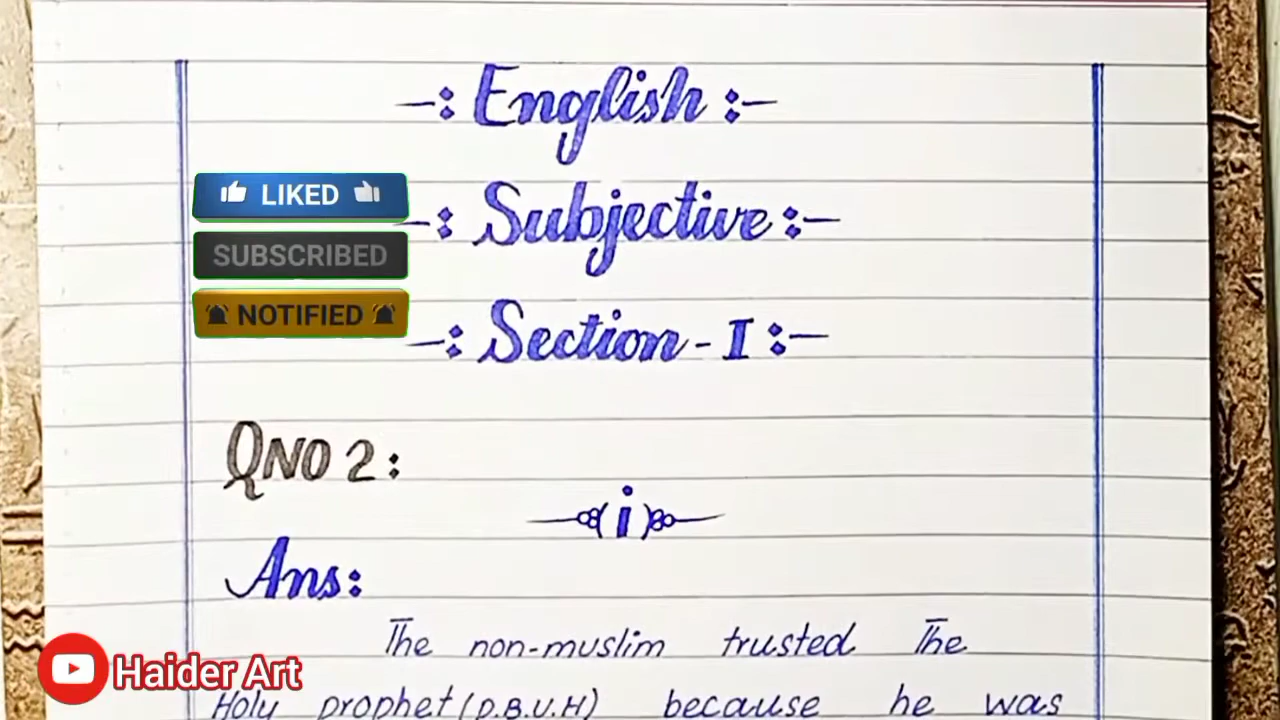 -: English :-
LIKED
-: Subjective :-
SUBSCRIBED
NOTIFIED
-: Section - I :-
QNO 2:
(i)
Ans:
The non-muslim trusted The
Haider Art
Holy prophet (P.B.U.H) because he was